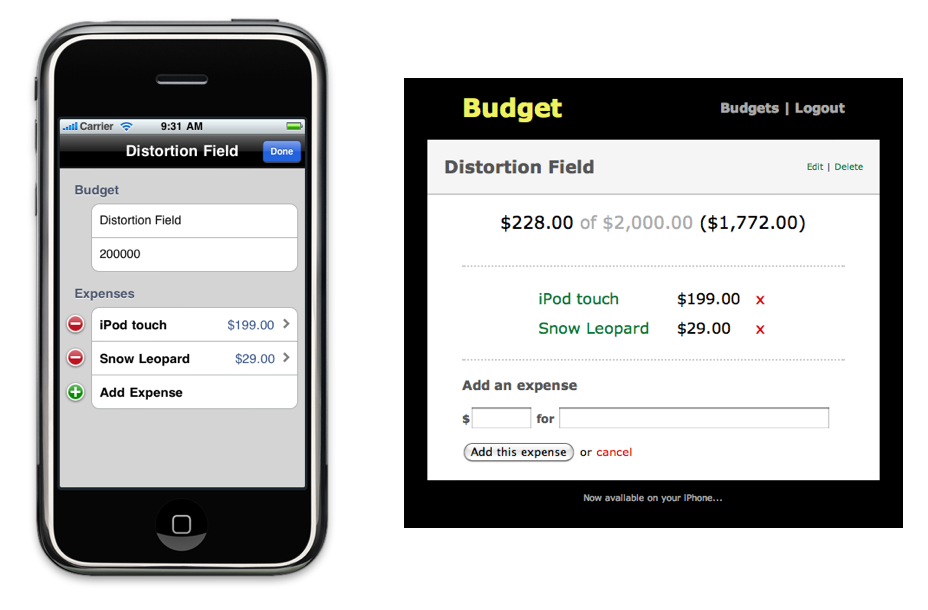 Carrier 9:31 AM
Distortion Field Done
Budget
Distortion Field
200000
Expenses
iPod touch $199.00
Snow Leopard $29.00
Add Expense
Budget Budgets | Logout
Distortion Field Edit | Delete
$228.00 of $2,000.00 ($1,772.00)
iPod touch $199.00 x
Snow Leopard $29.00 x
Add an expense
$ for
Add this expense or cancel
Now available on your iPhone...